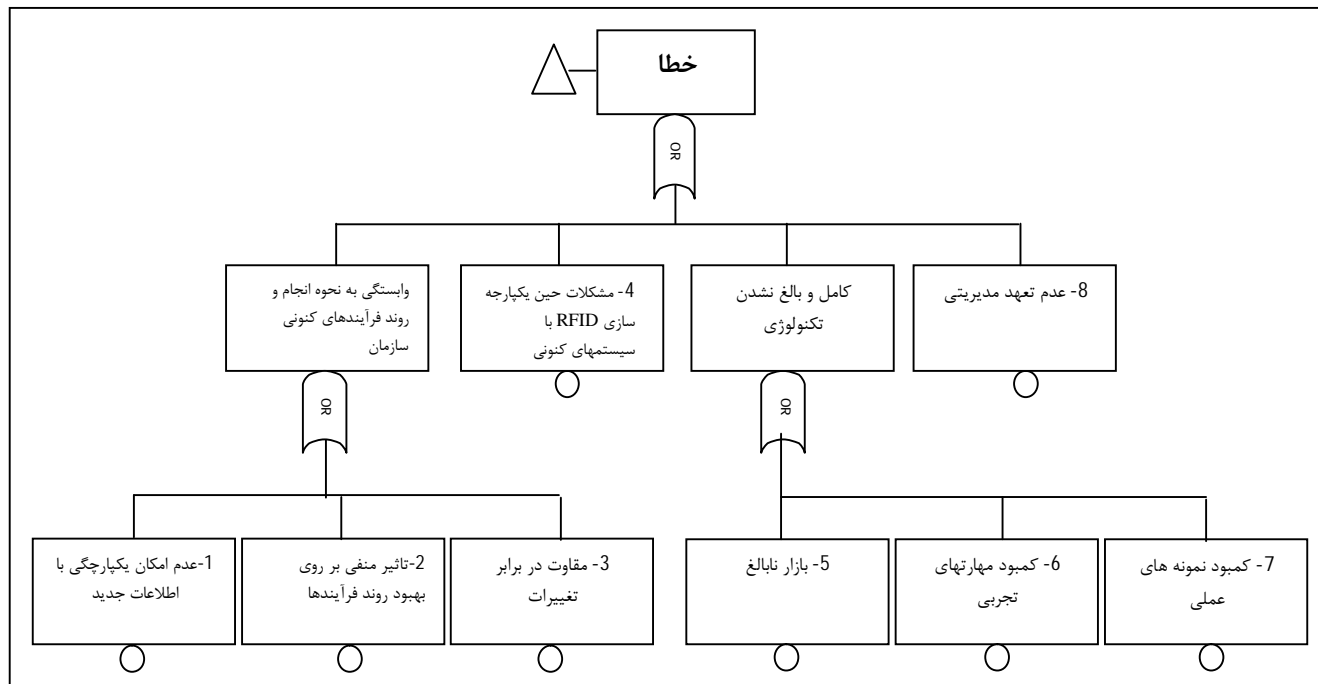 خطا
OR
وابستگی به نحوه انجام و
روند فرآیندهای کنونی
سازمان
4- مشکلات حین یکپارچه
سازی RFID با
سیستمهای کنونی
کامل و بالغ نشدن
تکنولوژی
8- عدم تعهد مدیریتی
OR
OR
1-عدم امکان یکپارچگی با
اطلاعات جدید
2-تاثیر منفی بر روی
بهبود روند فرآیندها
3- مقاوت در برابر
تغییرات
5- بازار نابالغ
6- کمبود مهارتهای
تجربی
7- کمبود نمونه های
عملی